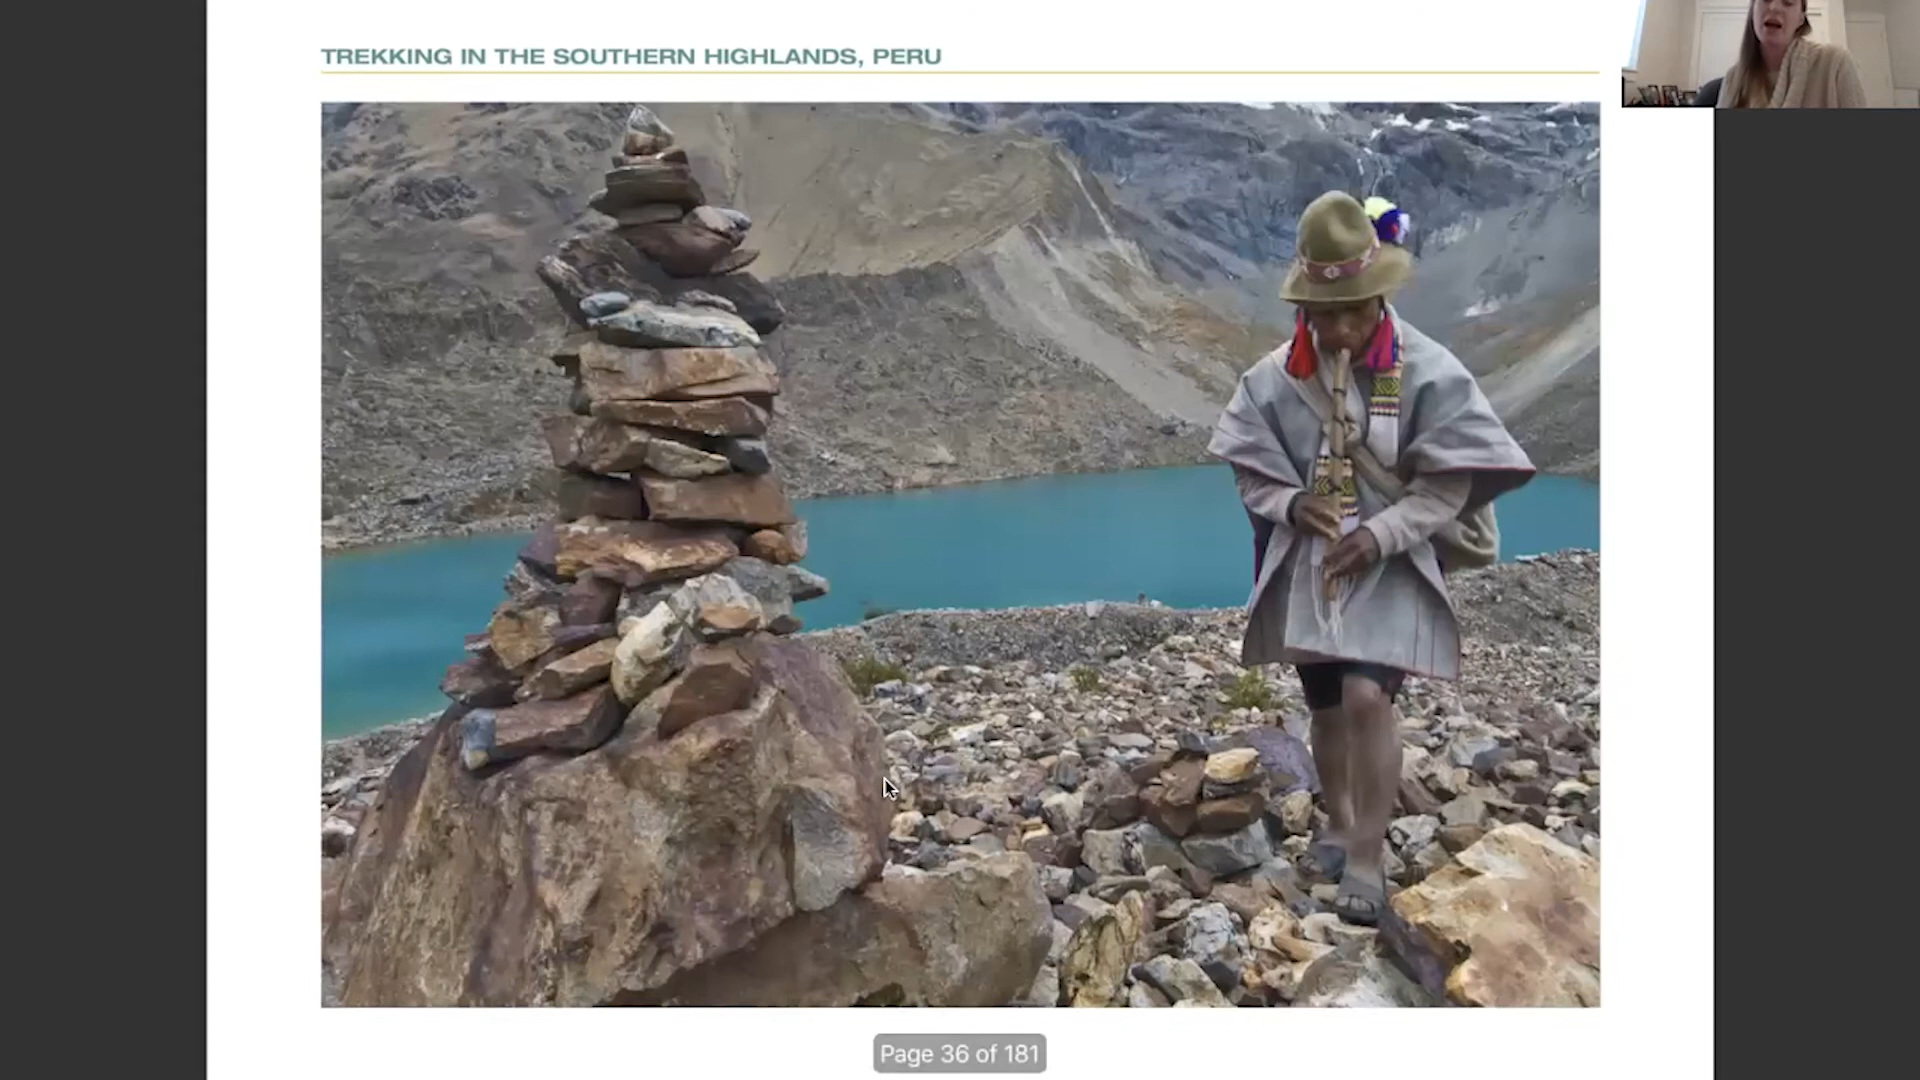 TREKKING IN THE SOUTHERN HIGHLANDS, PERU
Page 36 of 181